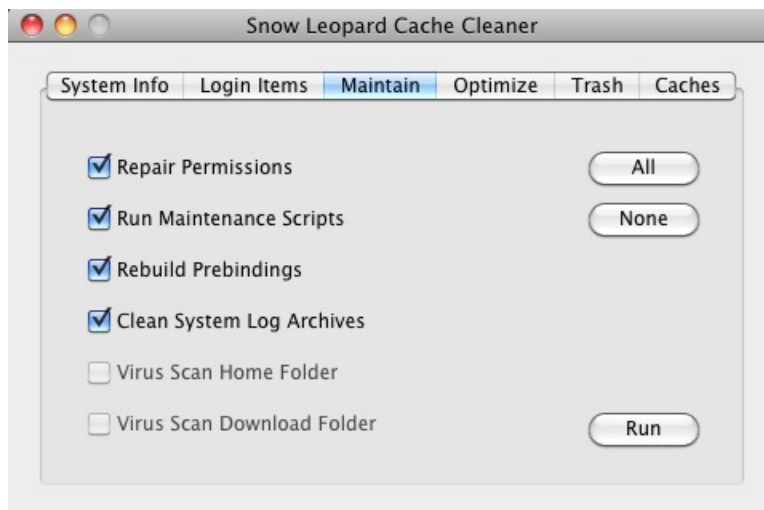 Snow Leopard Cache Cleaner
System Info Login Items Maintain Optimize Trash Caches
Repair Permissions All
Run Maintenance Scripts None
Rebuild Prebindings
Clean System Log Archives
Virus Scan Home Folder
Virus Scan Download Folder Run